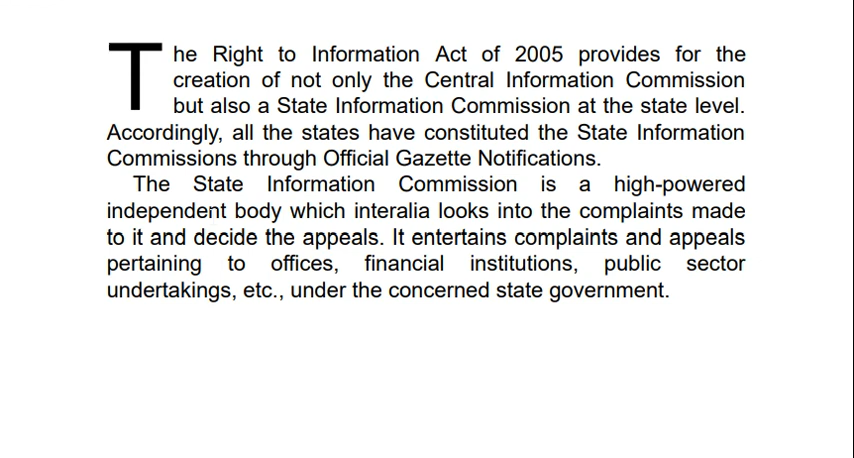 The Right to Information Act of 2005 provides for the
creation of not only the Central Information Commission
but also a State Information Commission at the state level.
Accordingly, all the states have constituted the State Information
Commissions through Official Gazette Notifications.
The State Information Commission is a high-powered
independent body which interalia looks into the complaints made
to it and decide the appeals. It entertains complaints and appeals
pertaining to offices, financial institutions, public sector
undertakings, etc., under the concerned state government.